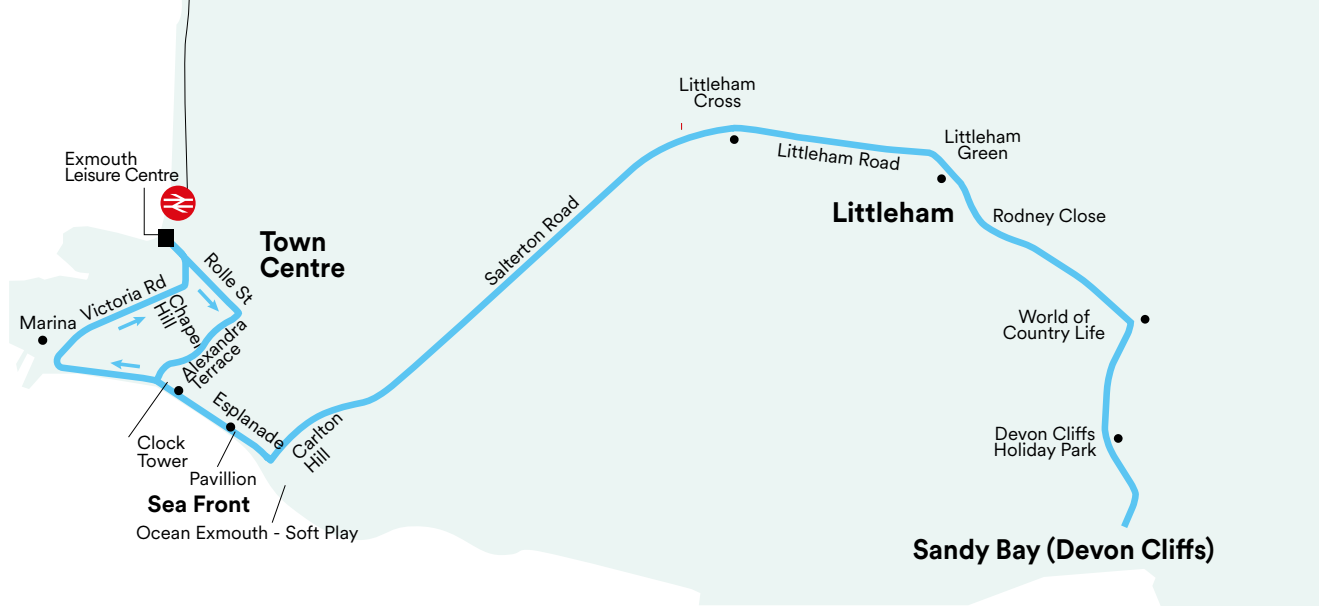 Littleham
Cross
Littleham
Green
Littleham Road
Exmouth
Leisure Centre
Littleham
Rodney Close
Salterton Road
Town
Centre
Rolle St
Victoria Rd
Chapel
Hill
Marina
World of
Country Life
Alexandra
Terrace
Esplanade
Carlton
Hill
Clock
Tower
Devon Cliffs
Holiday Park
Pavillion
Sea Front
Ocean Exmouth - Soft Play
Sandy Bay (Devon Cliffs)